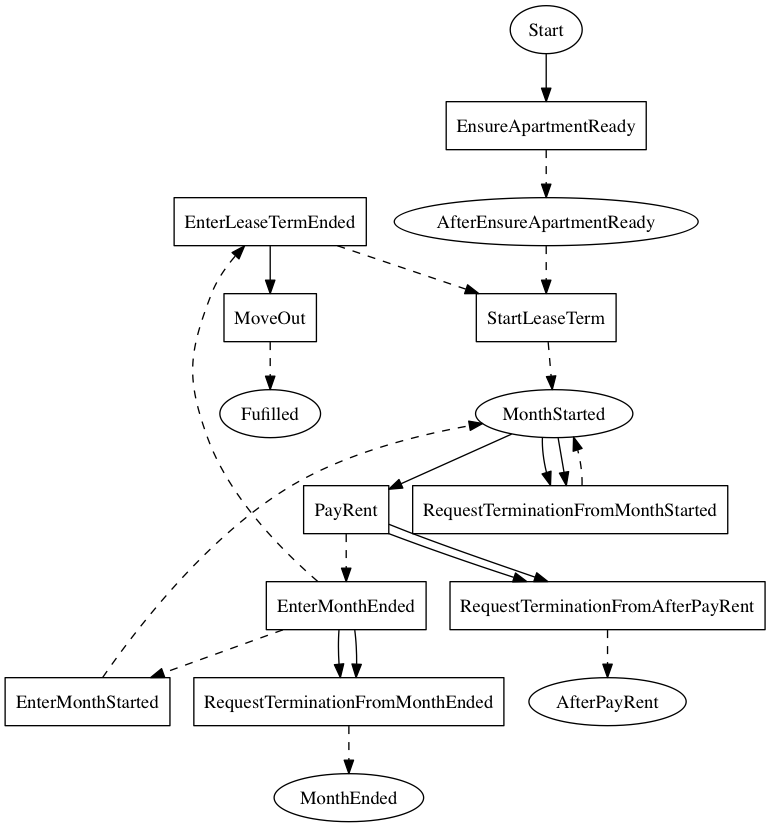 Start
EnsureApartmentReady
EnterLeaseTermEnded
AfterEnsureApartmentReady
MoveOut
StartLeaseTerm
Fufilled
MonthStarted
PayRent
RequestTerminationFromMonthStarted
EnterMonthEnded
RequestTerminationFromAfterPayRent
EnterMonthStarted
RequestTerminationFromMonthEnded
AfterPayRent
MonthEnded